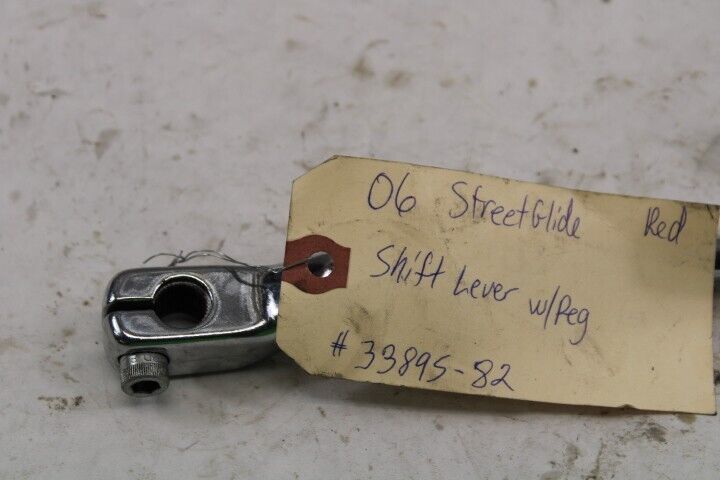 06 StreetGlide Red
Shift Lever w/Peg
# 33895-82